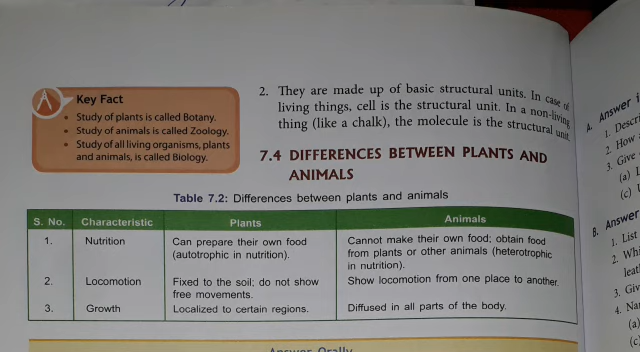 Key Fact
• Study of plants is called Botany.
• Study of animals is called Zoology.
• Study of all living organisms, plants
and animals, is called Biology.
2. They are made up of basic structural units. In case of
living things, cell is the structural unit. In a non-living
thing (like a chalk), the molecule is the structural unit.
7.4 DIFFERENCES BETWEEN PLANTS AND
ANIMALS
Table 7.2: Differences between plants and animals
S. No. Characteristic Plants Animals
1. Nutrition Can prepare their own food Cannot make their own food; obtain food
(autotrophic in nutrition). from plants or other animals (heterotrophic
in nutrition).
2. Locomotion Fixed to the soil; do not show Show locomotion from one place to another.
free movements.
3. Growth Localized to certain regions. Diffused in all parts of the body.
Answer Orally
A. Answer
1.
2. How
3. Give
(a)
(c)
B. Answer
1. List
2.
3.
4.
(a)
(c)